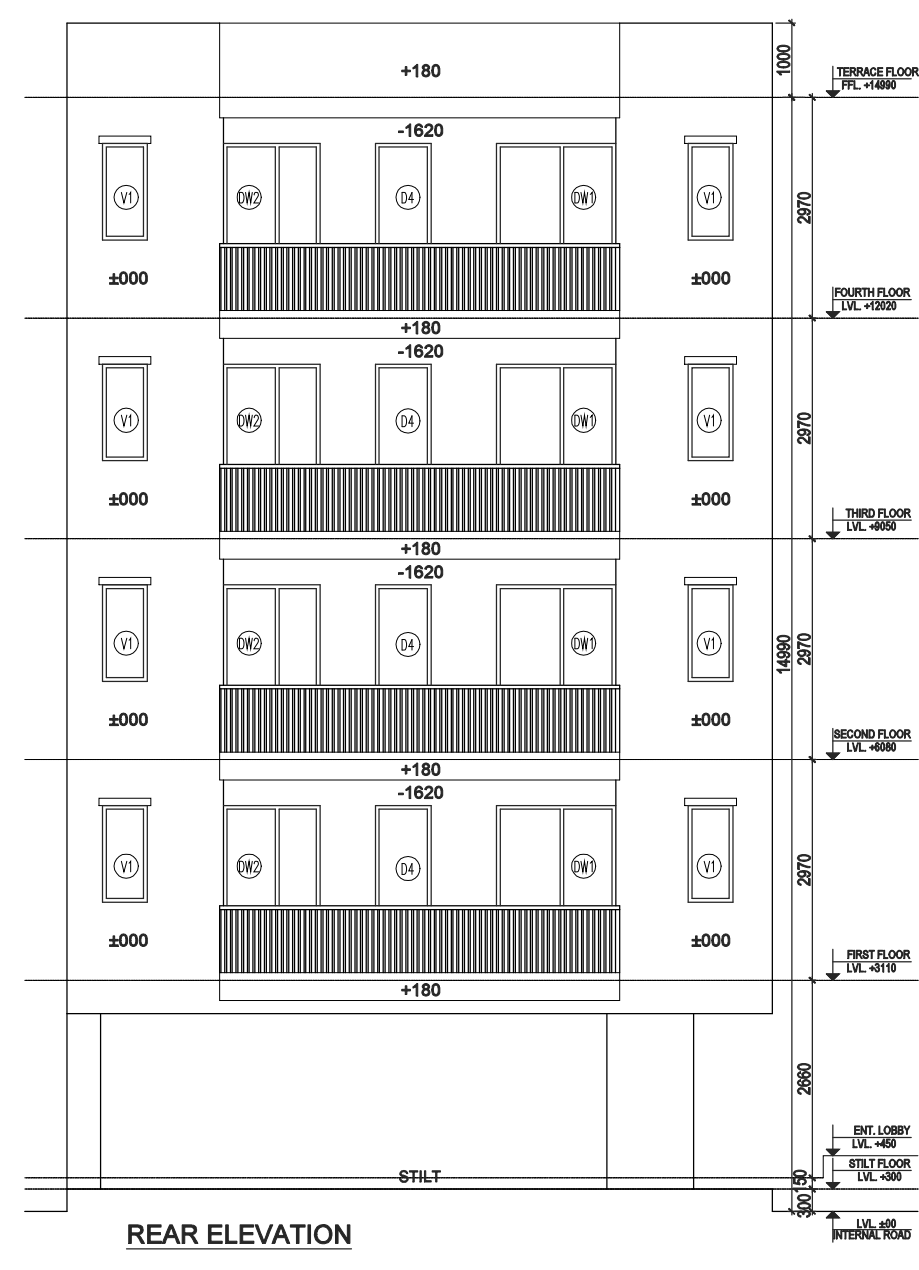 1000
+180
TERRACE FLOOR
FFL. +14990
-1620
V1
DW2
D4
DW1
V1
2970
±000
±000
FOURTH FLOOR
LVL. +12020
+180
-1620
V1
DW2
D4
DW1
V1
2970
±000
±000
THIRD FLOOR
LVL. +9050
+180
-1620
V1
DW2
D4
DW1
V1
14990
2970
±000
±000
SECOND FLOOR
LVL. +6080
+180
-1620
V1
DW2
D4
DW1
V1
2970
±000
±000
FIRST FLOOR
LVL. +3110
+180
2660
ENT. LOBBY
LVL. +450
STILT
150
STILT FLOOR
LVL. +300
300
LVL. ±00
INTERNAL ROAD
REAR ELEVATION